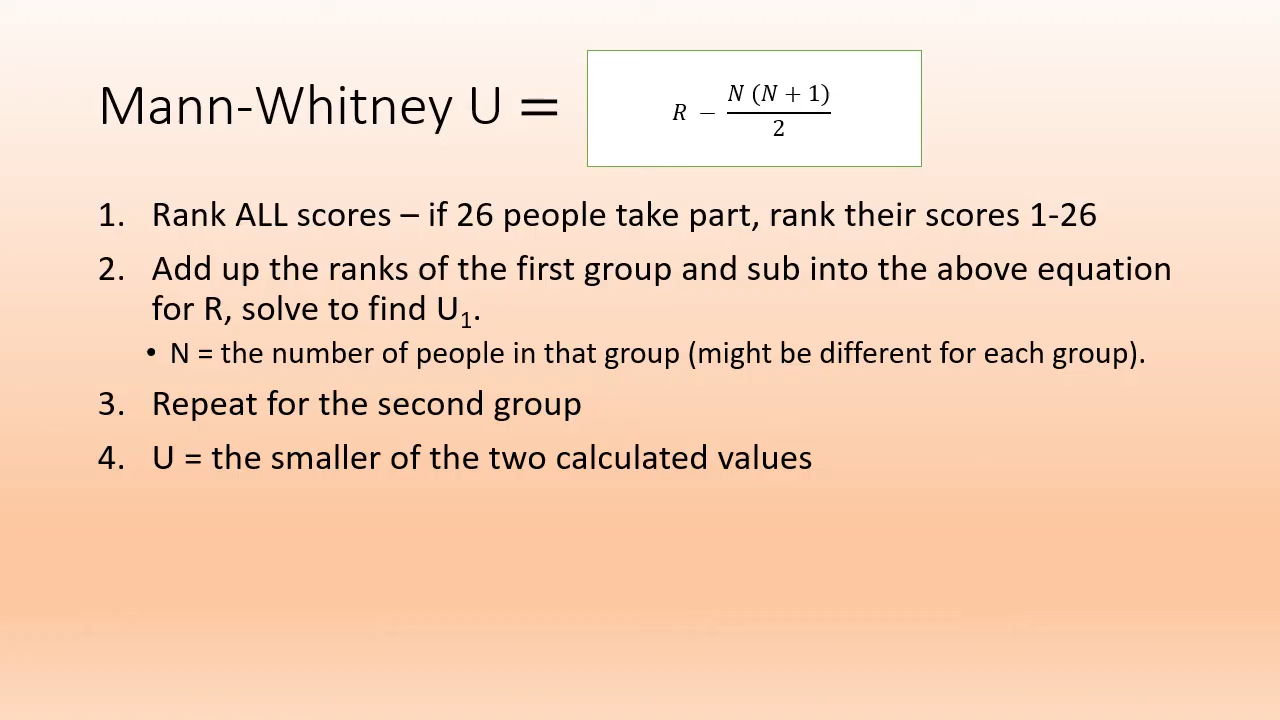 Mann-Whitney U = R − N (N + 1) / 2
1. Rank ALL scores – if 26 people take part, rank their scores 1-26
2. Add up the ranks of the first group and sub into the above equation
for R, solve to find U₁.
• N = the number of people in that group (might be different for each group).
3. Repeat for the second group
4. U = the smaller of the two calculated values